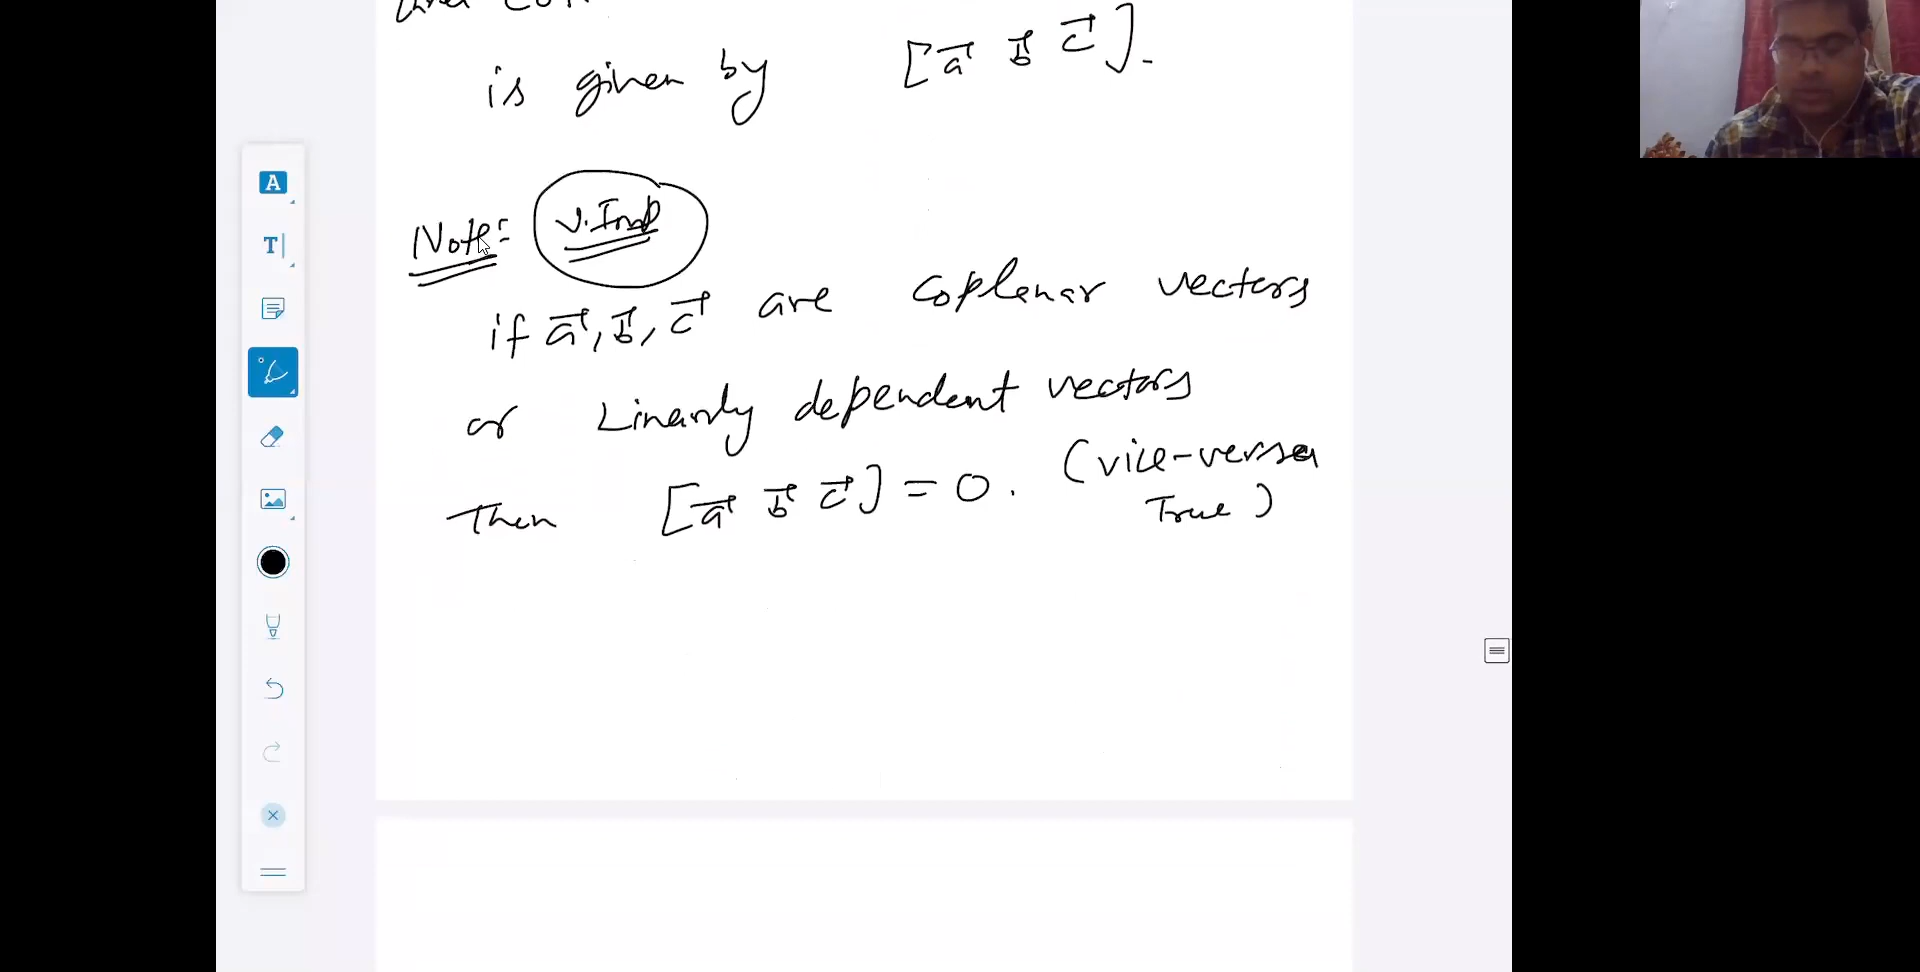 is given by [a⃗ b⃗ c⃗].
Note: V. Imp
if a⃗, b⃗, c⃗ are coplanar vectors
or Linearly dependent vectors
Then [a⃗ b⃗ c⃗] = 0. (vice-versa
True)
A
T